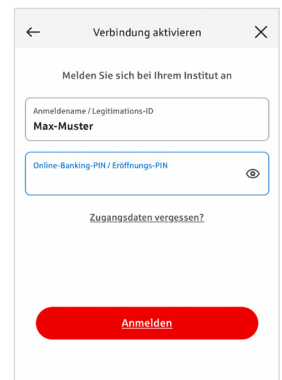 Verbindung aktivieren
Melden Sie sich bei Ihrem Institut an
Anmeldename / Legitimations-ID
Max-Muster
Online-Banking-PIN / Eröffnungs-PIN
Zugangsdaten vergessen?
Anmelden